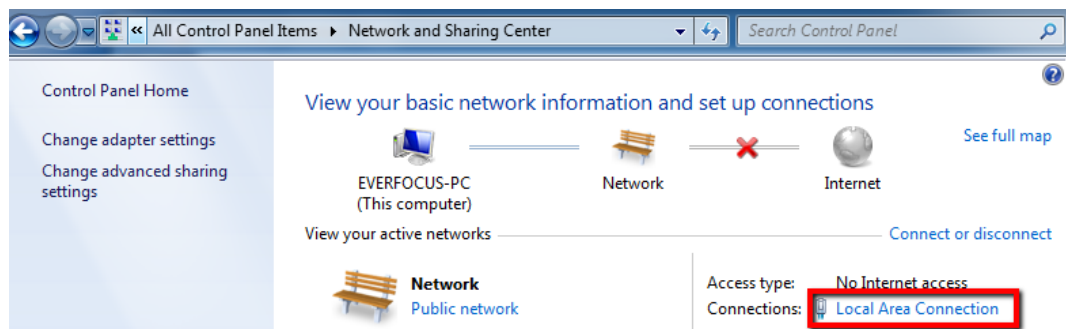 « All Control Panel Items ▸ Network and Sharing Center
Search Control Panel
Control Panel Home
Change adapter settings
Change advanced sharing
settings
View your basic network information and set up connections
See full map
EVERFOCUS-PC
(This computer)
Network
Internet
View your active networks
Connect or disconnect
Network
Public network
Access type: No Internet access
Connections: Local Area Connection